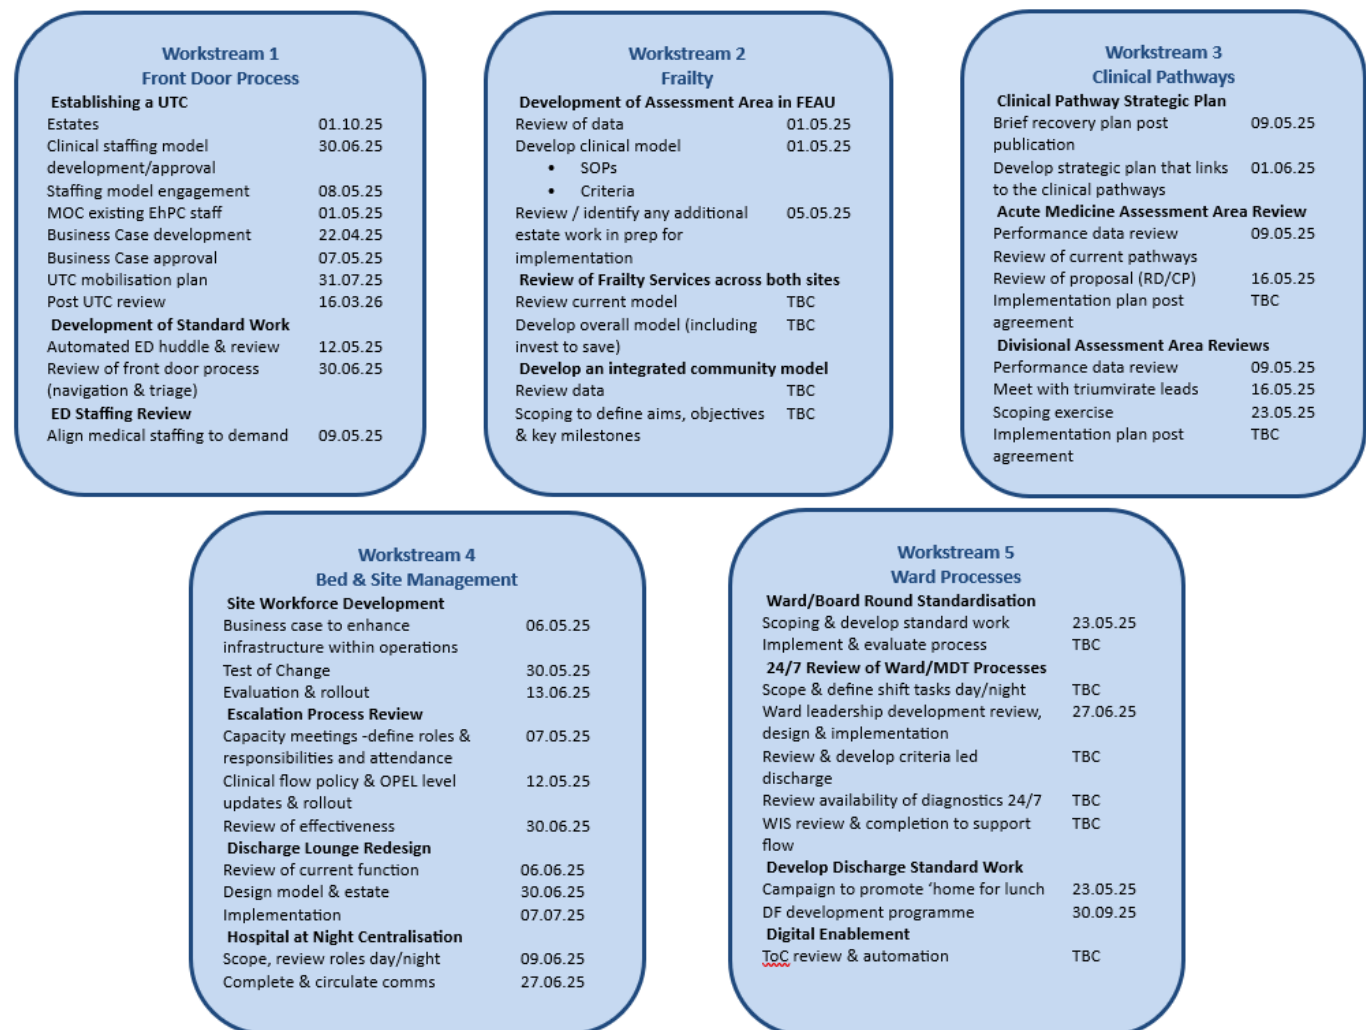 Workstream 1
Front Door Process
Establishing a UTC
Estates 01.10.25
Clinical staffing model 30.06.25
development/approval
Staffing model engagement 08.05.25
MOC existing EhPC staff 01.05.25
Business Case development 22.04.25
Business Case approval 07.05.25
UTC mobilisation plan 31.07.25
Post UTC review 16.03.26
Development of Standard Work
Automated ED huddle & review 12.05.25
Review of front door process 30.06.25
(navigation & triage)
ED Staffing Review
Align medical staffing to demand 09.05.25
Workstream 2
Frailty
Development of Assessment Area in FEAU
Review of data 01.05.25
Develop clinical model 01.05.25
• SOPs
• Criteria
Review / identify any additional 05.05.25
estate work in prep for
implementation
Review of Frailty Services across both sites
Review current model TBC
Develop overall model (including TBC
invest to save)
Develop an integrated community model
Review data TBC
Scoping to define aims, objectives TBC
& key milestones
Workstream 3
Clinical Pathways
Clinical Pathway Strategic Plan
Brief recovery plan post 09.05.25
publication
Develop strategic plan that links 01.06.25
to the clinical pathways
Acute Medicine Assessment Area Review
Performance data review 09.05.25
Review of current pathways
Review of proposal (RD/CP) 16.05.25
Implementation plan post TBC
agreement
Divisional Assessment Area Reviews
Performance data review 09.05.25
Meet with triumvirate leads 16.05.25
Scoping exercise 23.05.25
Implementation plan post TBC
agreement
Workstream 4
Bed & Site Management
Site Workforce Development
Business case to enhance 06.05.25
infrastructure within operations
Test of Change 30.05.25
Evaluation & rollout 13.06.25
Escalation Process Review
Capacity meetings -define roles & 07.05.25
responsibilities and attendance
Clinical flow policy & OPEL level 12.05.25
updates & rollout
Review of effectiveness 30.06.25
Discharge Lounge Redesign
Review of current function 06.06.25
Design model & estate 30.06.25
Implementation 07.07.25
Hospital at Night Centralisation
Scope, review roles day/night 09.06.25
Complete & circulate comms 27.06.25
Workstream 5
Ward Processes
Ward/Board Round Standardisation
Scoping & develop standard work 23.05.25
Implement & evaluate process TBC
24/7 Review of Ward/MDT Processes
Scope & define shift tasks day/night TBC
Ward leadership development review, 27.06.25
design & implementation
Review & develop criteria led TBC
discharge
Review availability of diagnostics 24/7 TBC
WIS review & completion to support TBC
flow
Develop Discharge Standard Work
Campaign to promote ‘home for lunch 23.05.25
DF development programme 30.09.25
Digital Enablement
ToC review & automation TBC